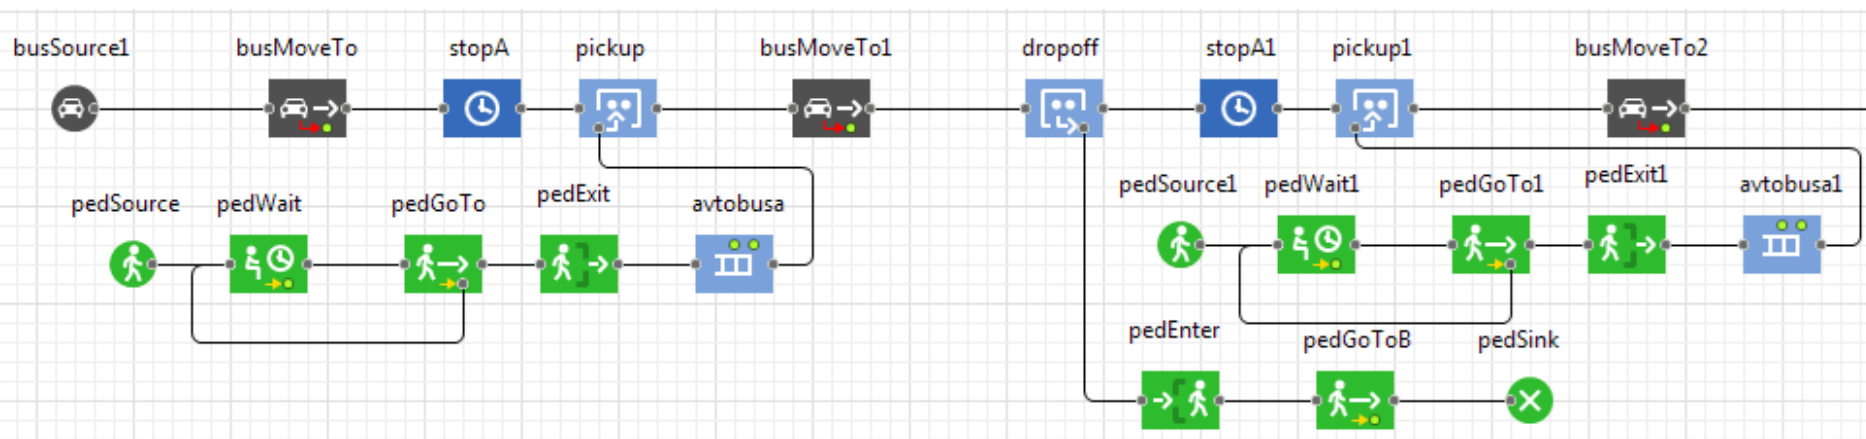 busSource1 busMoveTo stopA pickup busMoveTo1 dropoff stopA1 pickup1 busMoveTo2
pedSource pedWait pedGoTo pedExit avtobusa
pedSource1 pedWait1 pedGoTo1 pedExit1 avtobusa1
pedEnter pedGoToB pedSink